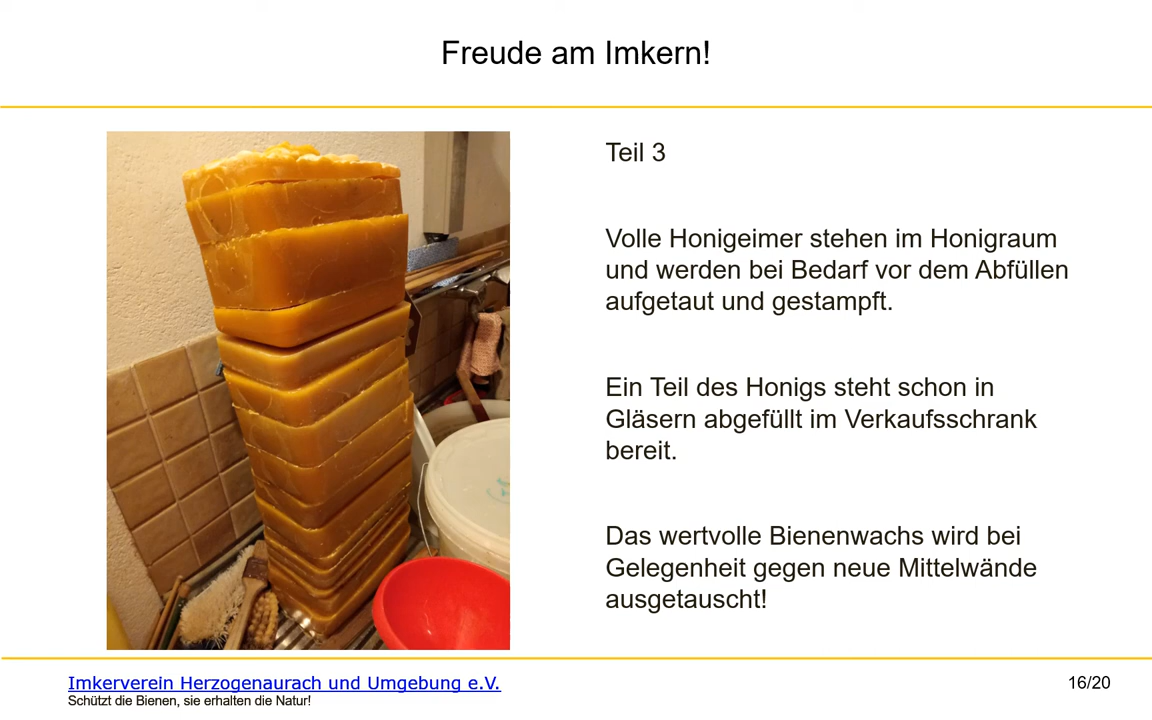 Freude am Imkern!
Teil 3
Volle Honigeimer stehen im Honigraum
und werden bei Bedarf vor dem Abfüllen
aufgetaut und gestampft.
Ein Teil des Honigs steht schon in
Gläsern abgefüllt im Verkaufsschrank
bereit.
Das wertvolle Bienenwachs wird bei
Gelegenheit gegen neue Mittelwände
ausgetauscht!
Imkerverein Herzogenaurach und Umgebung e.V.
Schützt die Bienen, sie erhalten die Natur!
16/20